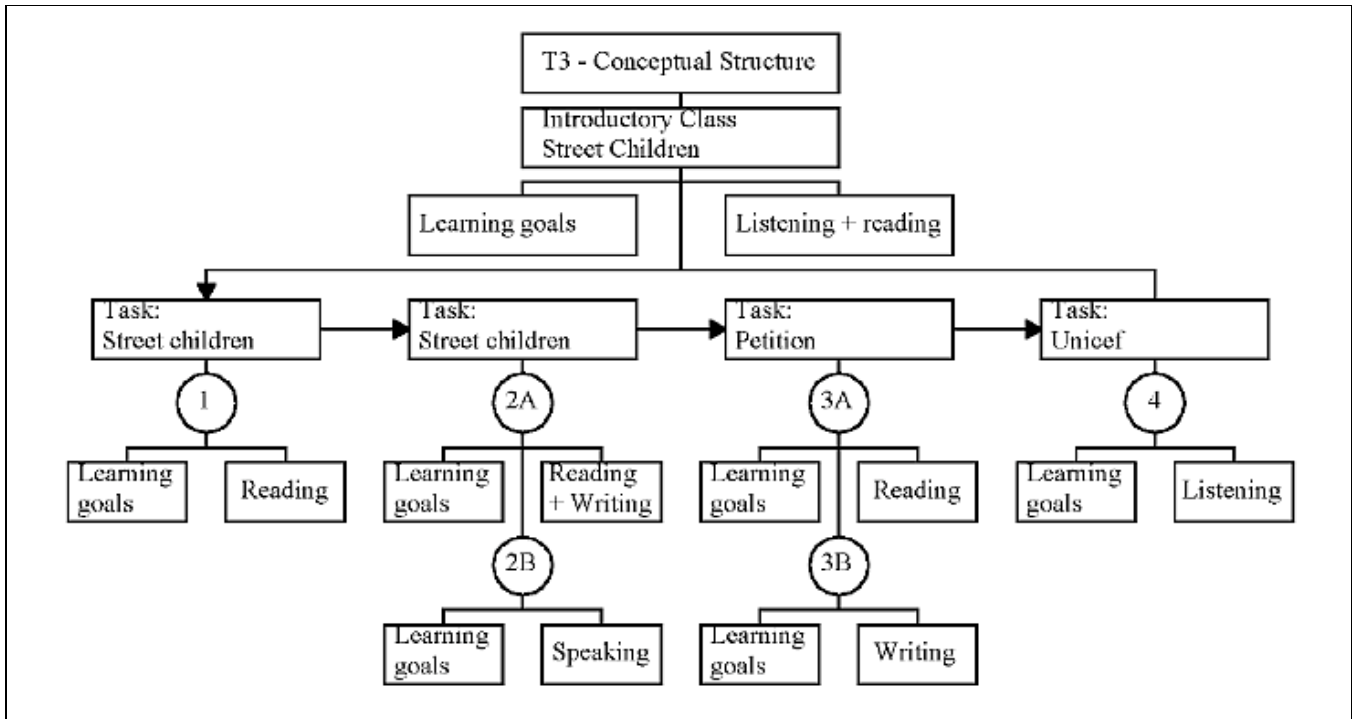 T3 - Conceptual Structure
Introductory Class
Street Children
Learning goals
Listening + reading
Task:
Street children
Task:
Street children
Task:
Petition
Task:
Unicef
1
2A
3A
4
Learning
goals
Reading
Learning
goals
Reading
+ Writing
Learning
goals
Reading
Learning
goals
Listening
2B
3B
Learning
goals
Speaking
Learning
goals
Writing